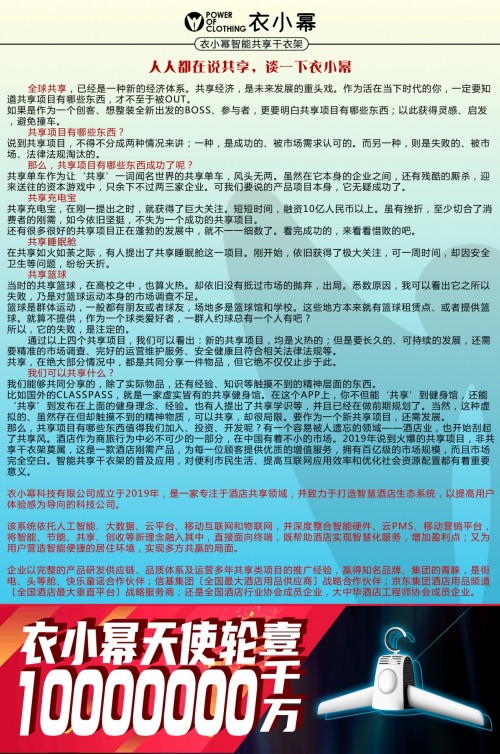 POWER
OF
CLOTHING
衣小幂
衣小幂智能共享干衣架
人人都在说共享，谈一下衣小幂
全球共享，已经是一种新的经济体系。共享经济，是未来发展的重头戏。作为活在当下时代的你，一定要知
道共享项目有哪些东西，才不至于被OUT。
如果是作为一个创客、想整装全新出发的BOSS、参与者，更要明白共享项目有哪些东西；以此获得灵感、启发
，避免撞车。
共享项目有哪些东西？
说到共享项目，不得不分成两种情况来讲；一种，是成功的、被市场需求认可的。而另一种，则是失败的、被市
场、法律法规淘汰的。
那么，共享项目有哪些东西成功了呢？
共享单车作为让‘共享’一词闻名世界的共享单车，风头无两。虽然在它本身的企业之间，还有残酷的厮杀，迎
来送往的资本游戏中，只余下不过两三家企业。可我们要说的产品项目本身，它无疑成功了。
共享充电宝
共享充电宝，在刚一提出之时，就获得了巨大关注。短短时间，融资10亿人民币以上。虽有挫折，至少切合了消
费者的刚需，如今依旧坚挺，不失为一个成功的共享项目。
还有很多很好的共享项目正在蓬勃的发展中，就不一一细数了。看完成功的，来看看惜败的吧。
共享睡眠舱
在共享如火如荼之际，有人提出了共享睡眠舱这一项目。刚开始，依旧获得了极大关注，可一周时间，却因安全
卫生等问题，纷纷夭折。
共享篮球
当时的共享篮球，在高校之中，也算火热。却依旧没有抵过市场的抛弃，出局。悉数原因，我可以看出它之所以
失败，乃是对篮球运动本身的市场调查不足。
篮球是群体运动，一般都有朋友或者球友，场地多是篮球馆和学校。这些地方本来就有篮球租赁点、或者提供篮
球。就算不提供，作为一个球类爱好者，一群人约球总有一个人有吧？
所以，它的失败，是注定的。
通过以上四个共享项目，我们可以看出：新的共享项目，均是火热的；但是要长久的、可持续的发展，还需
要精准的市场调查、完好的运营维护服务、安全健康且符合相关法律法规等。
共享，在绝大部分情况中，都是共同分享一件物品，但它绝不仅仅止步于此。
我们可以共享什么？
我们能够共同分享的，除了实际物品，还有经验、知识等触摸不到的精神层面的东西。
比如国外的CLASSPASS，就是一家虚实皆有的共享健身馆。在这个APP上，你不但能‘共享’到健身馆，还能
‘共享’到发布在上面的健身理念、经验。也有人提出了共享学识等，并且已经在做前期规划了。当然，这种虚
拟的、虽然存在但却触摸不到的精神物质，可以共享，却很闲散。要作为一个新共享项目，还需发展。
那么，共享项目有哪些东西值得我们加入、投资、开发呢？有一个容易被人遗忘的领域——酒店业，也开始刮起
了共享风。酒店作为商旅行为中必不可少的一部分，在中国有着不小的市场。2019年说到火爆的共享项目，非共
享干衣架莫属，这是一款酒店刚需产品，为每一位顾客提供优质的增值服务，拥有百亿级的市场规模，而且市场
完全空白。智能共享干衣架的普及应用，对便利市民生活、提高互联网应用效率和优化社会资源配置都有着重要
意义。
衣小幂科技有限公司成立于2019年，是一家专注于酒店共享领域，并致力于打造智慧酒店生态系统，以提高用户
体验感为导向的科技公司。
该系统依托人工智能、大数据、云平台、移动互联网和物联网，并深度整合智能硬件、云PMS、移动营销平台，
将智能、节能、共享、创收等新理念融入其中，直接面向终端，既帮助酒店实现智慧化服务，增加盈利点；又为
用户营造智能便捷的居住环境，实现多方共赢的局面。
企业以完整的产品研发供应链、品质体系及运营多年共享类项目的推广经验，赢得知名品牌、集团的青睐，是街
电、头等舱、快乐童谣合作伙伴；信基集团〔全国最大酒店用品供应商〕战略合作伙伴；京东集团酒店用品频道
〔全国酒店最大垂直平台〕战略服务商；还是全国酒店行业协会成员企业，大中华酒店工程师协会成员企业。
衣小幂天使轮壹千万
10000000